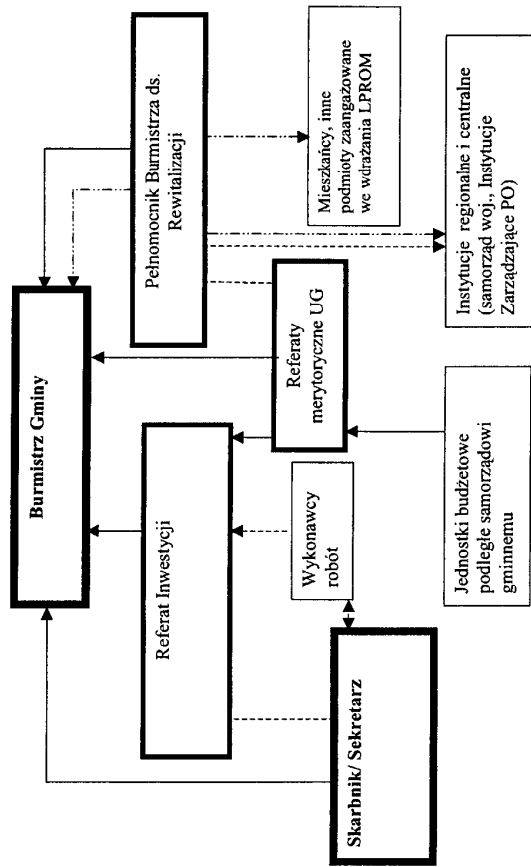 Burmistrz Gminy
Pełnomocnik Burmistrza ds.
Rewitalizacji
Referat Inwestycji
Referaty
merytoryczne UG
Mieszkańcy, inne
podmioty zaangażowane
we wdrażania LPROM
Wykonawcy
robót
Skarbnik/ Sekretarz
Jednostki budżetowe
podległe samorządowi
gminnemu
Instytucje regionalne i centralne
(samorząd woj., Instytucje
Zarządzające PO)